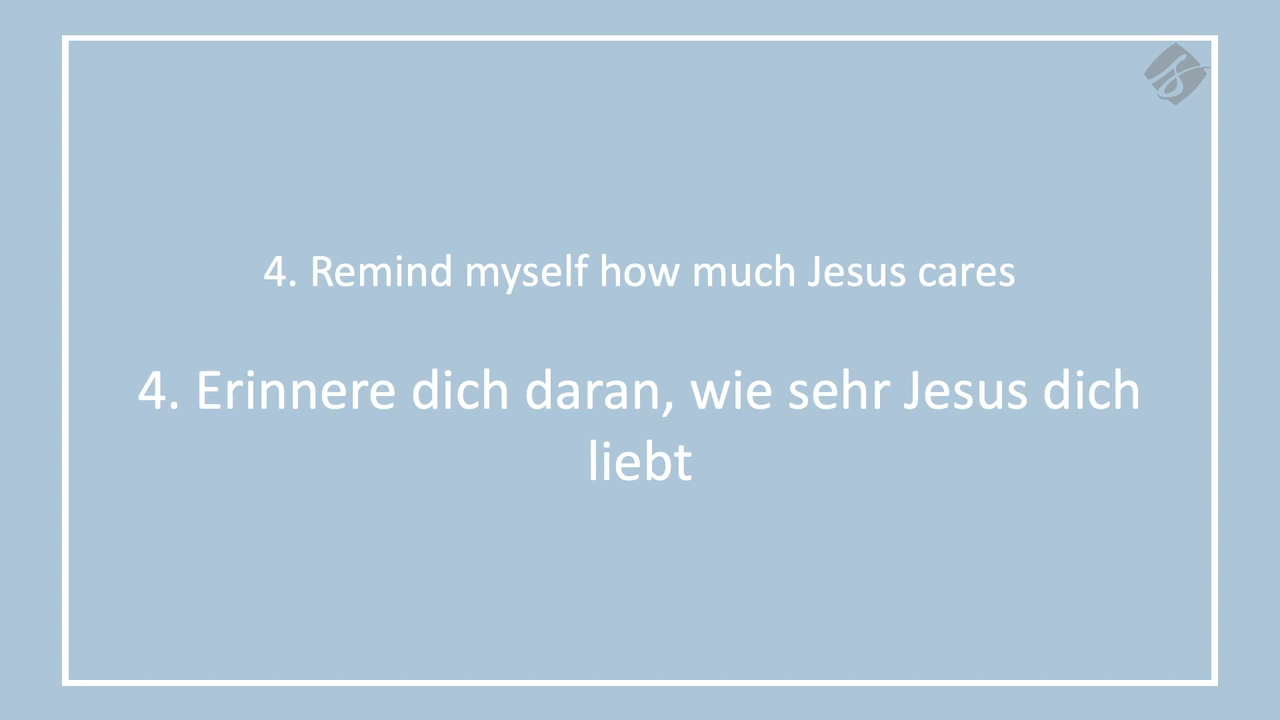 4. Remind myself how much Jesus cares
4. Erinnere dich daran, wie sehr Jesus dich
liebt